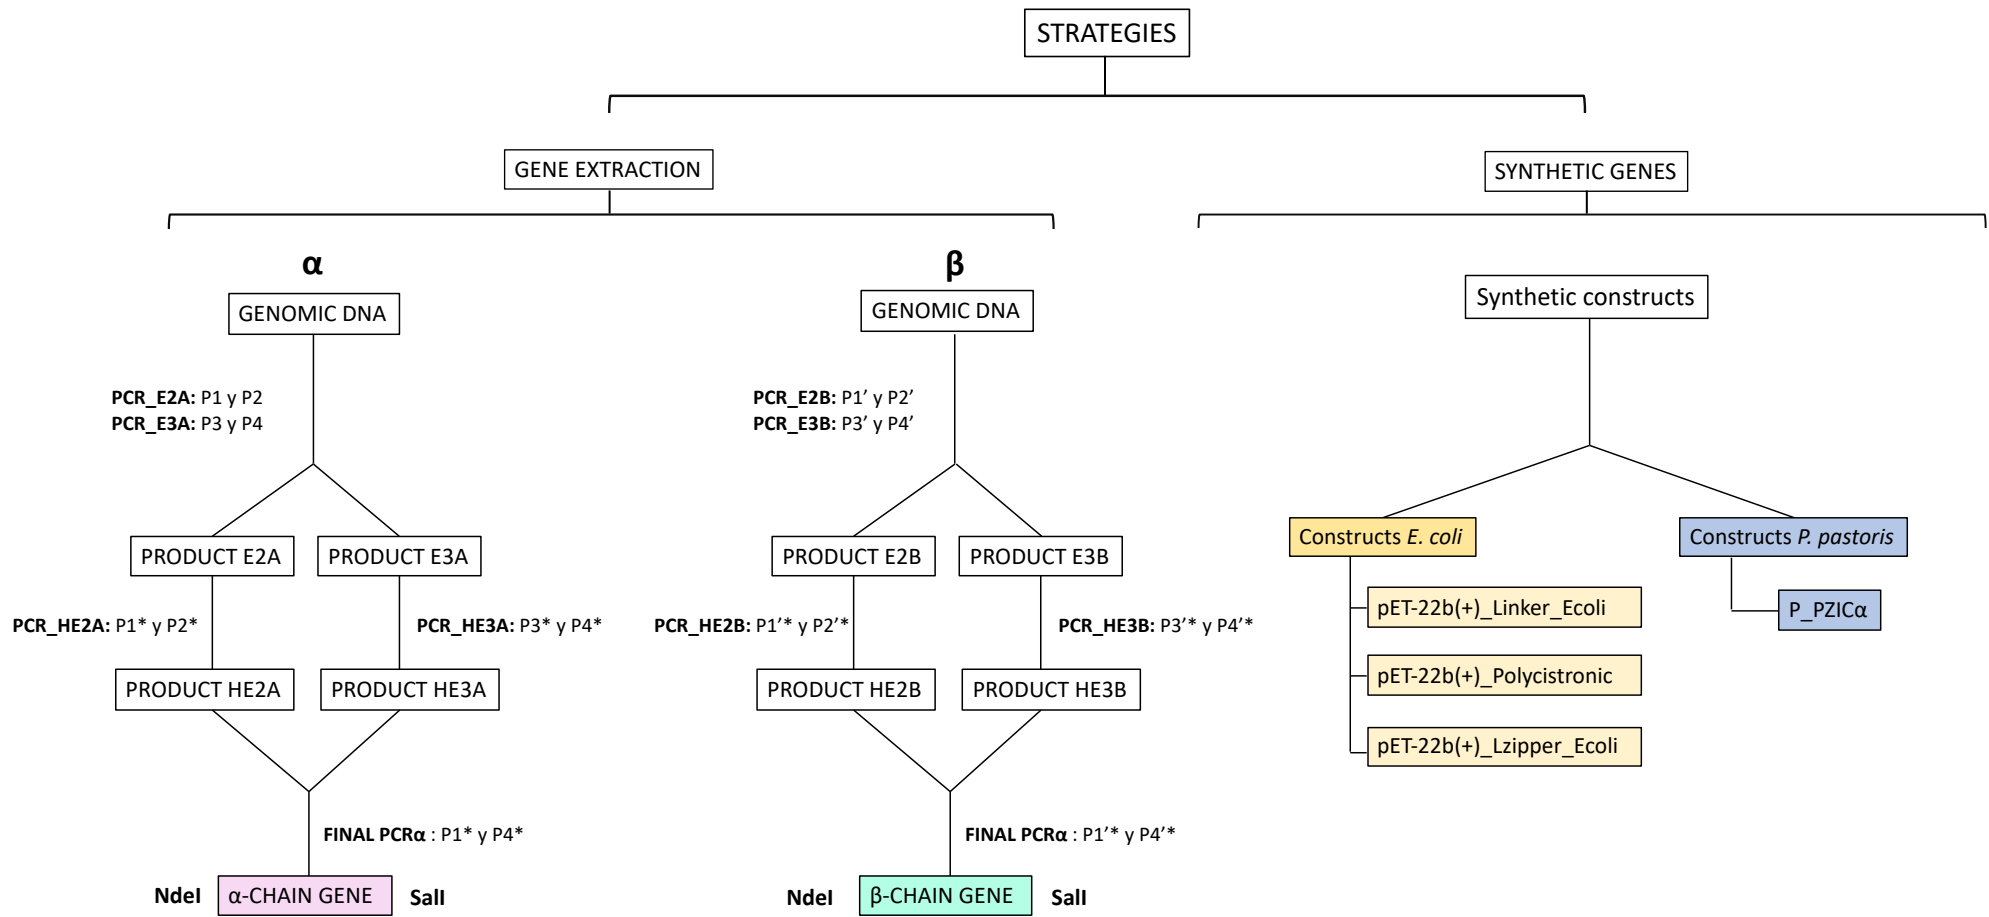 STRATEGIES
GENE EXTRACTION
SYNTHETIC GENES
α
GENOMIC DNA
PCR_E2A: P1 y P2
PCR_E3A: P3 y P4
PRODUCT E2A
PRODUCT E3A
PCR_HE2A: P1* y P2*
PCR_HE3A: P3* y P4*
PRODUCT HE2A
PRODUCT HE3A
FINAL PCRα : P1* y P4*
NdeI
α-CHAIN GENE
SalI
β
GENOMIC DNA
PCR_E2B: P1’ y P2’
PCR_E3B: P3’ y P4’
PRODUCT E2B
PRODUCT E3B
PCR_HE2B: P1’* y P2’*
PCR_HE3B: P3’* y P4’*
PRODUCT HE2B
PRODUCT HE3B
FINAL PCRα : P1’* y P4’*
NdeI
β-CHAIN GENE
SalI
Synthetic constructs
Constructs E. coli
pET-22b(+)_Linker_Ecoli
pET-22b(+)_Polycistronic
pET-22b(+)_Lzipper_Ecoli
Constructs P. pastoris
P_PZICα